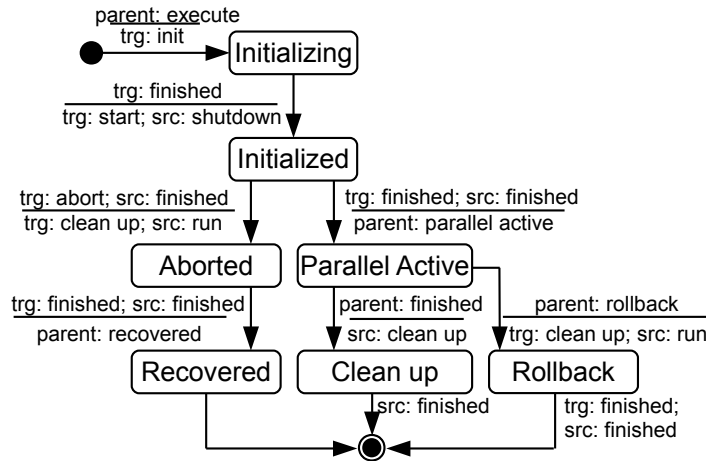 parent: execute
trg: init
Initializing
trg: finished
trg: start; src: shutdown
Initialized
trg: abort; src: finished
trg: clean up; src: run
trg: finished; src: finished
parent: parallel active
Aborted
Parallel Active
trg: finished; src: finished
parent: recovered
parent: finished
src: clean up
parent: rollback
trg: clean up; src: run
Recovered
Clean up
Rollback
src: finished
trg: finished;
src: finished